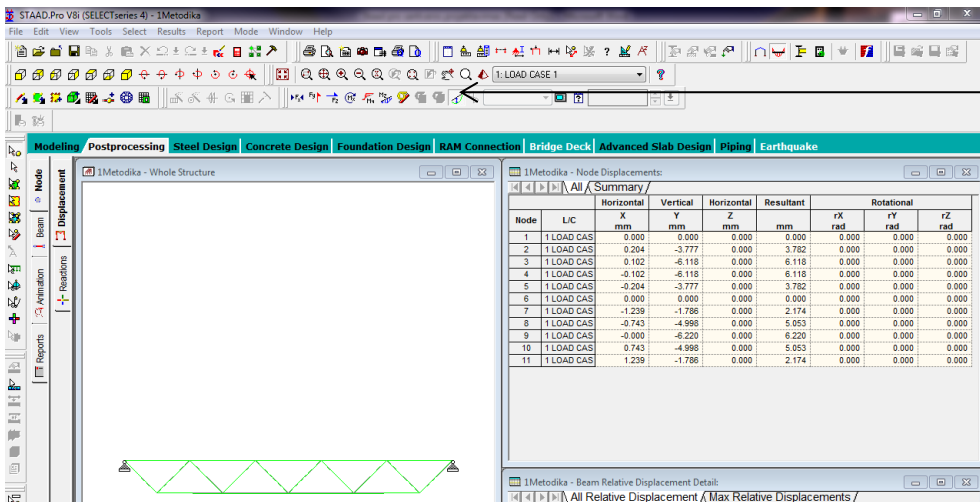 STAAD.Pro V8i (SELECTseries 4) - 1Metodika
File Edit View Tools Select Results Report Mode Window Help
1: LOAD CASE 1
Modeling Postprocessing Steel Design Concrete Design Foundation Design RAM Connection Bridge Deck Advanced Slab Design Piping Earthquake
Node
Beam
Animation
Reports
Displacement
Reactions
1Metodika - Whole Structure
1Metodika - Node Displacements:
All Summary
Horizontal Vertical Horizontal Resultant Rotational
Node L/C X Y Z rX rY rZ
mm mm mm mm rad rad rad
1 1 LOAD CAS 0.000 0.000 0.000 0.000 0.000 0.000 0.000
2 1 LOAD CAS 0.204 -3.777 0.000 3.782 0.000 0.000 0.000
3 1 LOAD CAS 0.102 -6.118 0.000 6.118 0.000 0.000 0.000
4 1 LOAD CAS -0.102 -6.118 0.000 6.118 0.000 0.000 0.000
5 1 LOAD CAS -0.204 -3.777 0.000 3.782 0.000 0.000 0.000
6 1 LOAD CAS 0.000 0.000 0.000 0.000 0.000 0.000 0.000
7 1 LOAD CAS -1.239 -1.786 0.000 2.174 0.000 0.000 0.000
8 1 LOAD CAS -0.743 -4.998 0.000 5.053 0.000 0.000 0.000
9 1 LOAD CAS -0.000 -6.220 0.000 6.220 0.000 0.000 0.000
10 1 LOAD CAS 0.743 -4.998 0.000 5.053 0.000 0.000 0.000
11 1 LOAD CAS 1.239 -1.786 0.000 2.174 0.000 0.000 0.000
1Metodika - Beam Relative Displacement Detail:
All Relative Displacement Max Relative Displacements